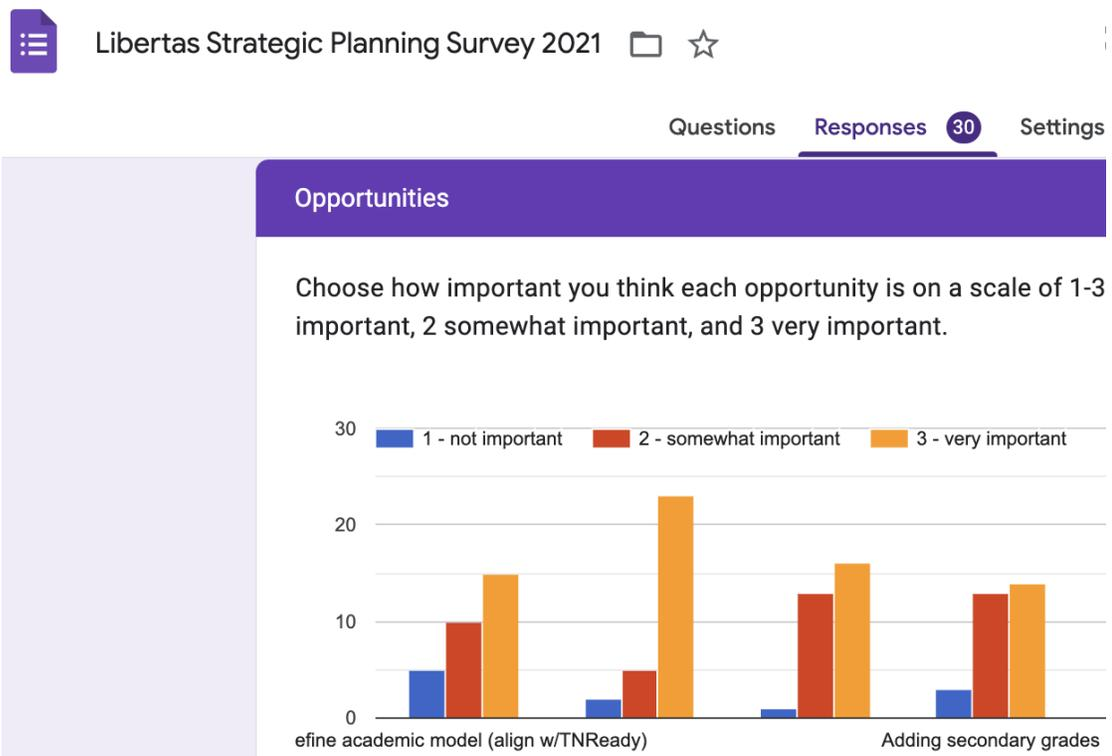 Libertas Strategic Planning Survey 2021
Questions Responses 30 Settings
Opportunities
Choose how important you think each opportunity is on a scale of 1-3
important, 2 somewhat important, and 3 very important.
30
1 - not important 2 - somewhat important 3 - very important
20
10
0
efine academic model (align w/TNReady) Adding secondary grades